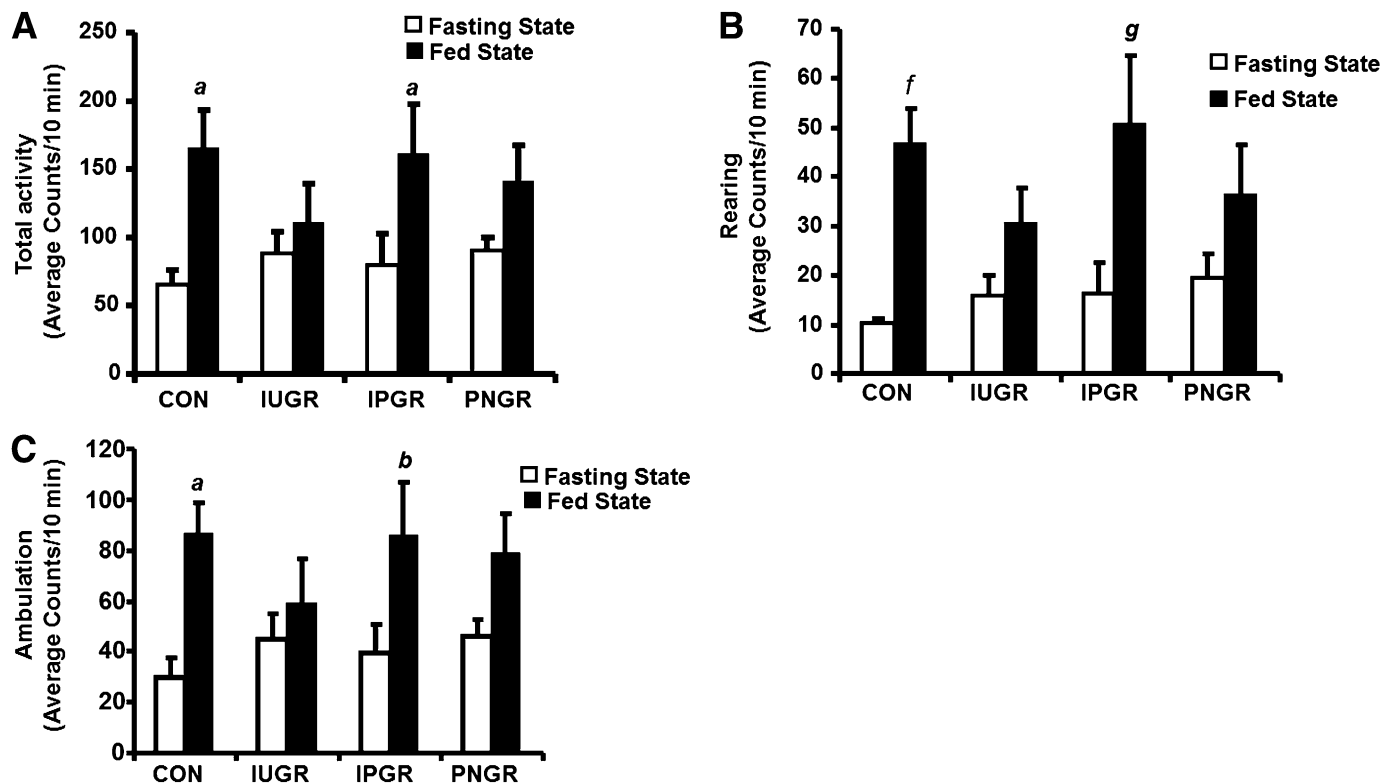 A
Total activity
(Average Counts/10 min)
250
200
150
100
50
0
Fasting State
Fed State
a
a
CON IUGR IPGR PNGR
B
Rearing
(Average Counts/10 min)
70
60
50
40
30
20
10
0
f
g
Fasting State
Fed State
CON IUGR IPGR PNGR
C
Ambulation
(Average Counts/10 min)
120
100
80
60
40
20
0
a
b
Fasting State
Fed State
CON IUGR IPGR PNGR